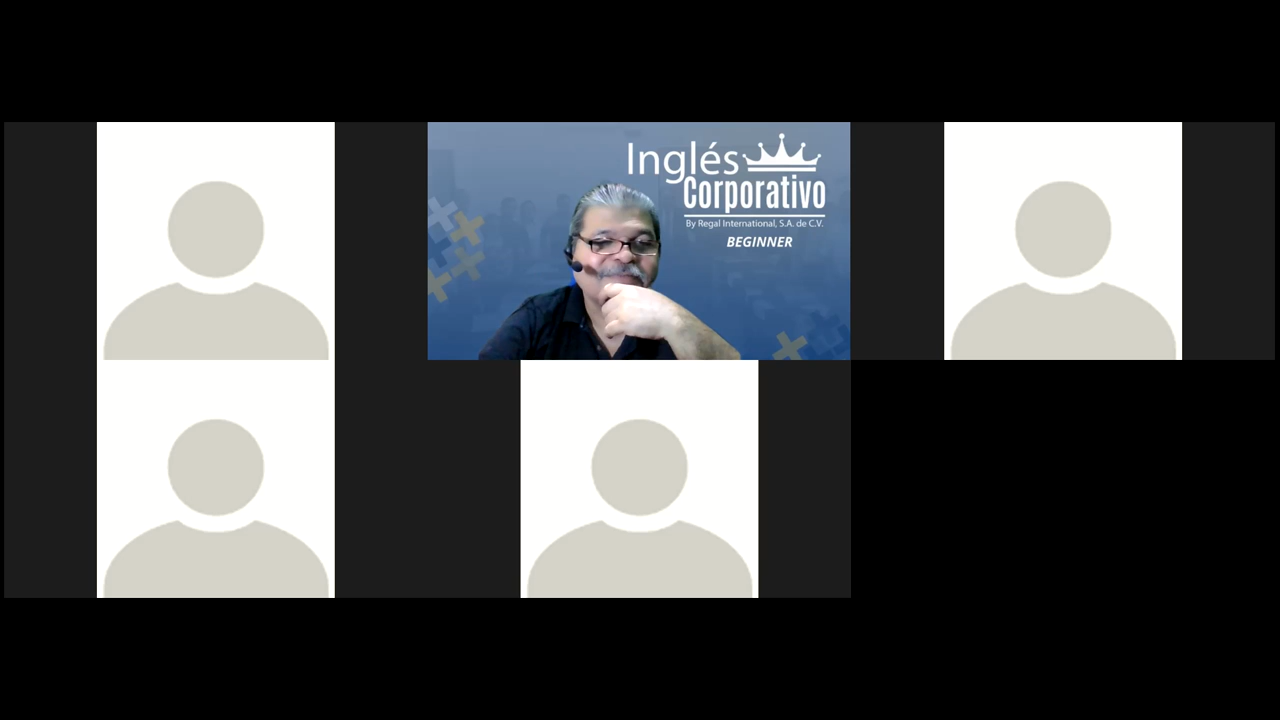 Inglés
Corporativo
By Regal International, S.A. de C.V.
BEGINNER